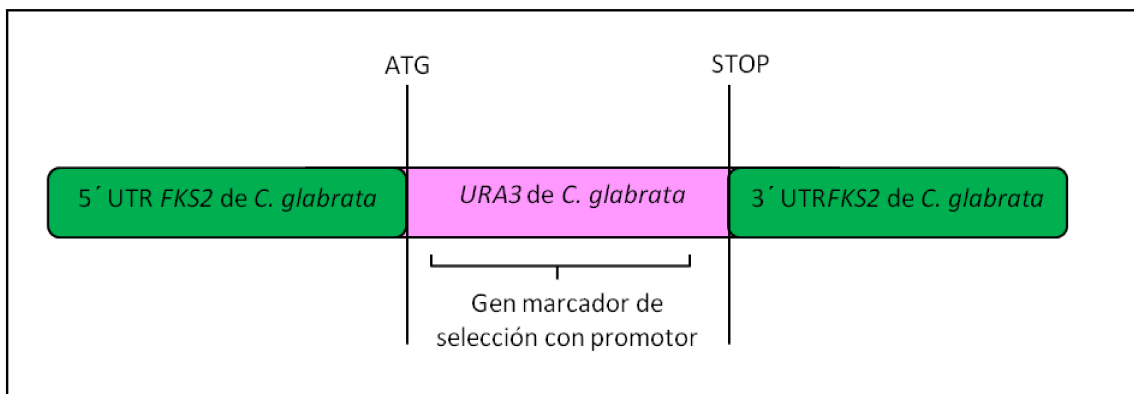 ATG
STOP
5´ UTR FKS2 de C. glabrata
URA3 de C. glabrata
3´ UTRFKS2 de C. glabrata
Gen marcador de
selección con promotor